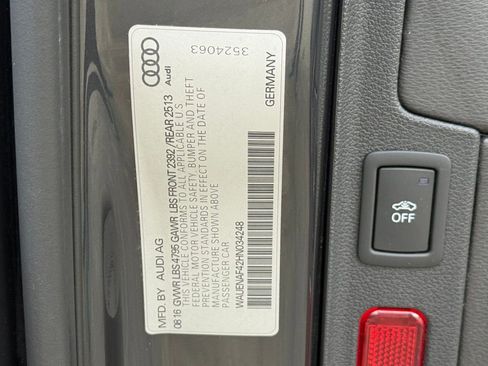 Audi
3524063
MFD. BY AUDI AG GERMANY
08 16 GVWR LBS 4795 GAWR LBS FRONT 2392 /REAR 2513
THIS VEHICLE CONFORMS TO ALL APPLICABLE U.S.
FEDERAL MOTOR VEHICLE SAFETY, BUMPER AND THEFT
PREVENTION STANDARDS IN EFFECT ON THE DATE OF
MANUFACTURE SHOWN ABOVE
PASSENGER CAR
WAUENAF42HN034248
OFF